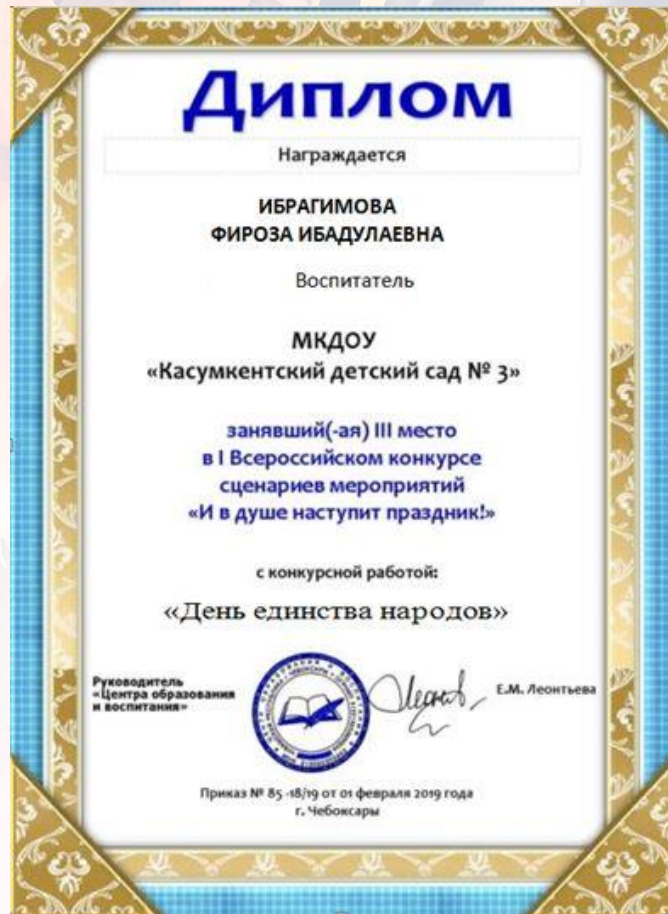 Диплом
Награждается
ИБРАГИМОВА
ФИРОЗА ИБАДУЛАЕВНА
Воспитатель
МКДОУ
«Касумкентский детский сад № 3»
занявший(-ая) III место
в I Всероссийском конкурсе
сценариев мероприятий
«И в душе наступит праздник!»
с конкурсной работой:
«День единства народов»
Руководитель
«Центра образования
и воспитания»
Е.М. Леонтьева
Приказ № 85 -18/19 от 01 февраля 2019 года
г. Чебоксары